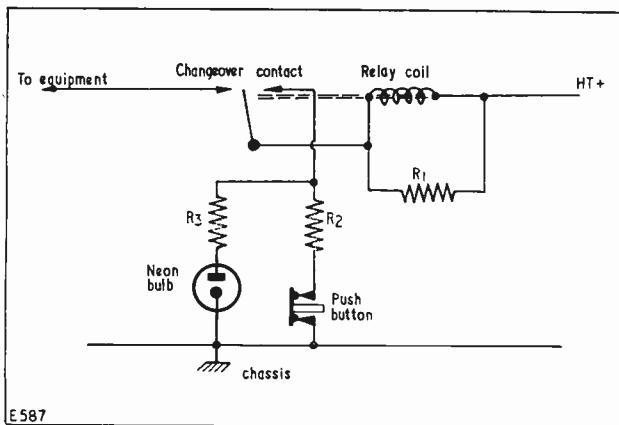 To equipment
Changeover contact
Relay coil
HT+
R1
R3
R2
Neon
bulb
Push
button
chassis
E587